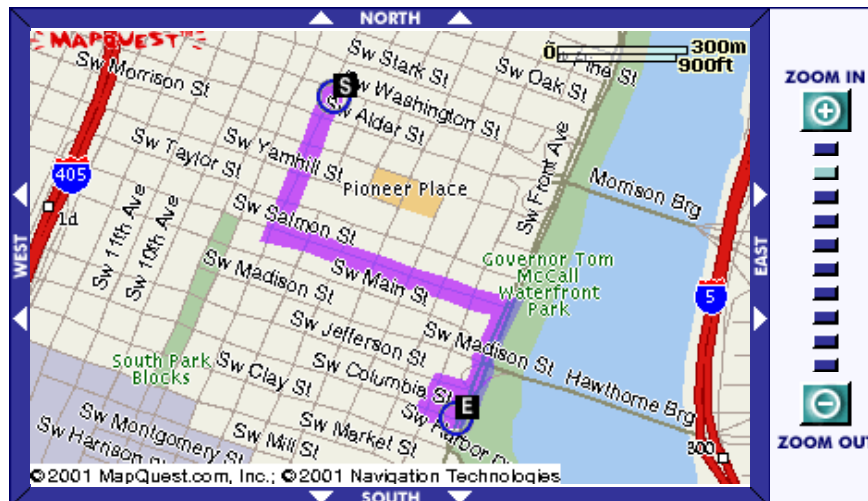 NORTH
MAPQUEST
Sw Stark St
Sw Oak St
Pine St
0
300m
900ft
ZOOM IN
Sw Morrison St
S
Sw Washington St
Sw Alder St
405
Sw Taylor St
Sw Yamhill St
Pioneer Place
Sw Front Ave
Morrison Brg
1d
Sw 11th Ave
Sw 10th Ave
Sw Salmon St
WEST
EAST
Governor Tom
McCall
Waterfront
Park
Sw Madison St
Sw Main St
5
Sw Jefferson St
Sw Madison St
Hawthorne Brg
South Park
Blocks
Sw Clay St
Sw Columbia St
E
Sw Montgomery St
Sw Harrison St
Sw Mill St
Sw Market St
Sw Harbor
300
ZOOM OUT
©2001 MapQuest.com, Inc.; ©2001 Navigation Technologies
SOUTH